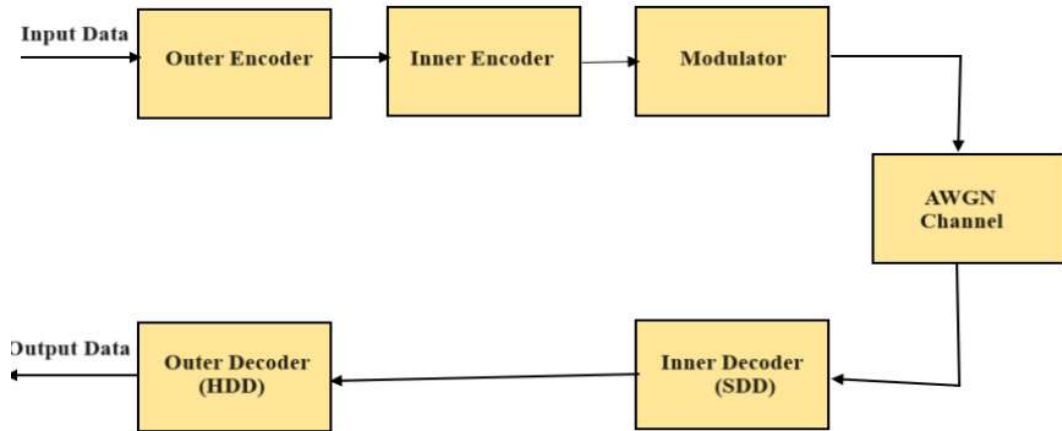 Input Data
Outer Encoder
Inner Encoder
Modulator
AWGN
Channel
Output Data
Outer Decoder
(HDD)
Inner Decoder
(SDD)